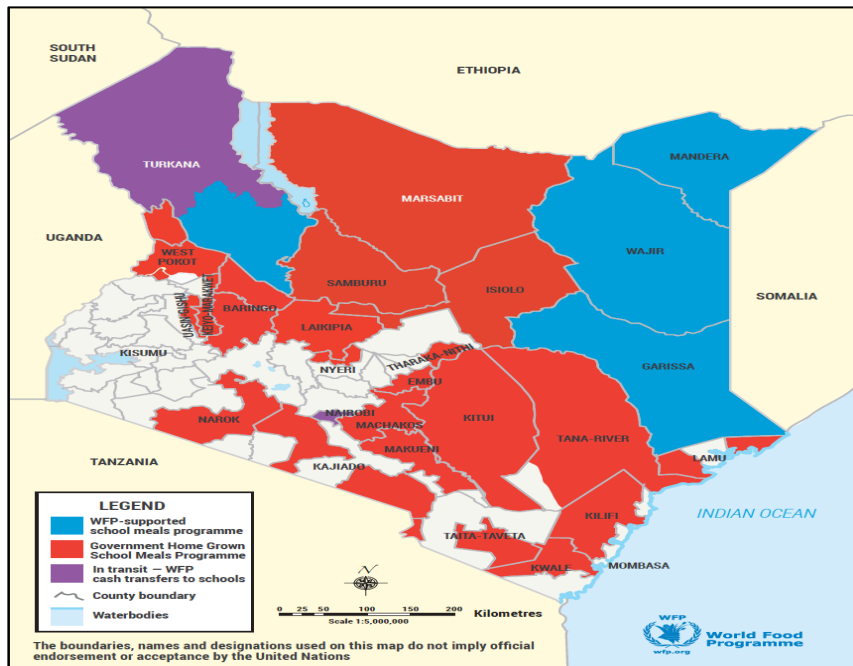 SOUTH
SUDAN
ETHIOPIA
MANDERA
TURKANA
MARSABIT
UGANDA
WEST
POKOT
WAJIR
SAMBURU
ISIOLO
SOMALIA
UASIN-GISHU
KEIYO-MARAKWET
BARINGO
LAIKIPIA
KISUMU
THARAKA-NITHI
GARISSA
NYERI
EMBU
NAIROBI
NAROK
MACHAKOS
KITUI
TANA-RIVER
MAKUENI
LAMU
TANZANIA
KAJIADO
LEGEND
WFP-supported
school meals programme
Government Home Grown
School Meals Programme
In transit – WFP
cash transfers to schools
County boundary
Waterbodies
KILIFI
INDIAN OCEAN
TAITA-TAVETA
KWALE
MOMBASA
N
0 25 50 100 150 200 Kilometres
Scale 1:5,000,000
WFP
wfp.org
World Food
Programme
The boundaries, names and designations used on this map do not imply official
endorsement or acceptance by the United Nations